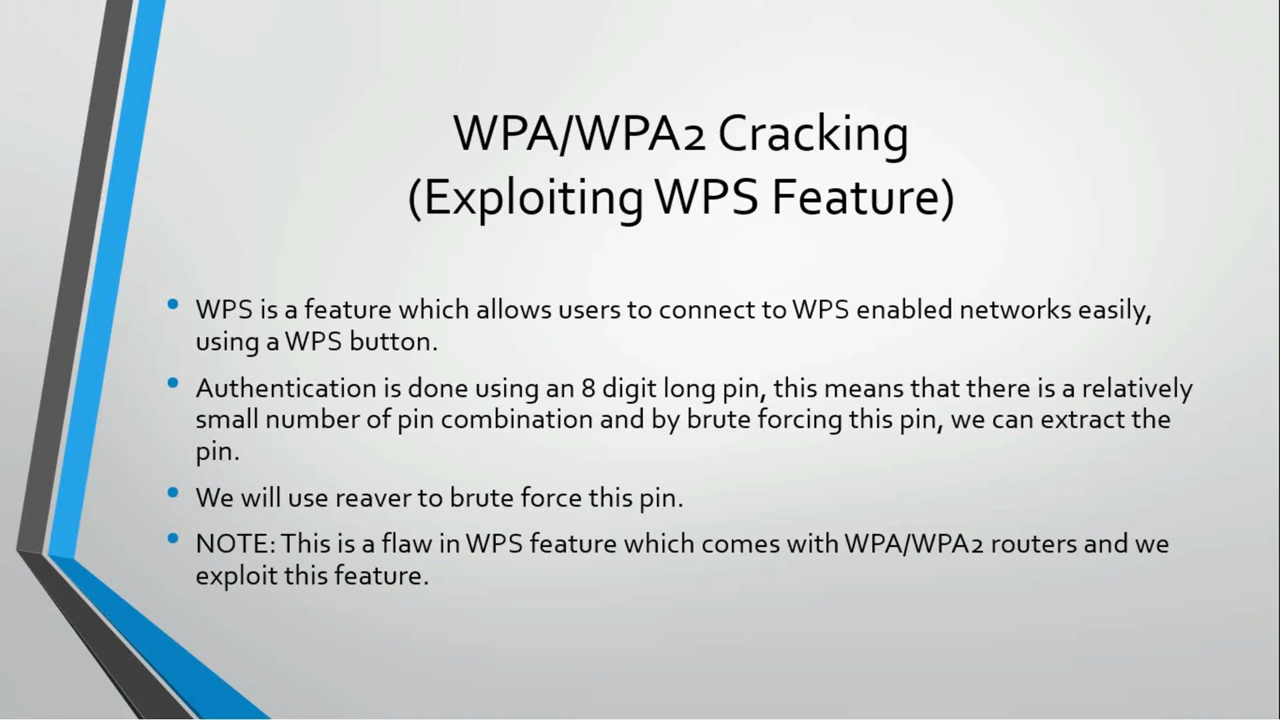 WPA/WPA2 Cracking
(Exploiting WPS Feature)
• WPS is a feature which allows users to connect to WPS enabled networks easily,
using a WPS button.
• Authentication is done using an 8 digit long pin, this means that there is a relatively
small number of pin combination and by brute forcing this pin, we can extract the
pin.
• We will use reaver to brute force this pin.
• NOTE: This is a flaw in WPS feature which comes with WPA/WPA2 routers and we
exploit this feature.